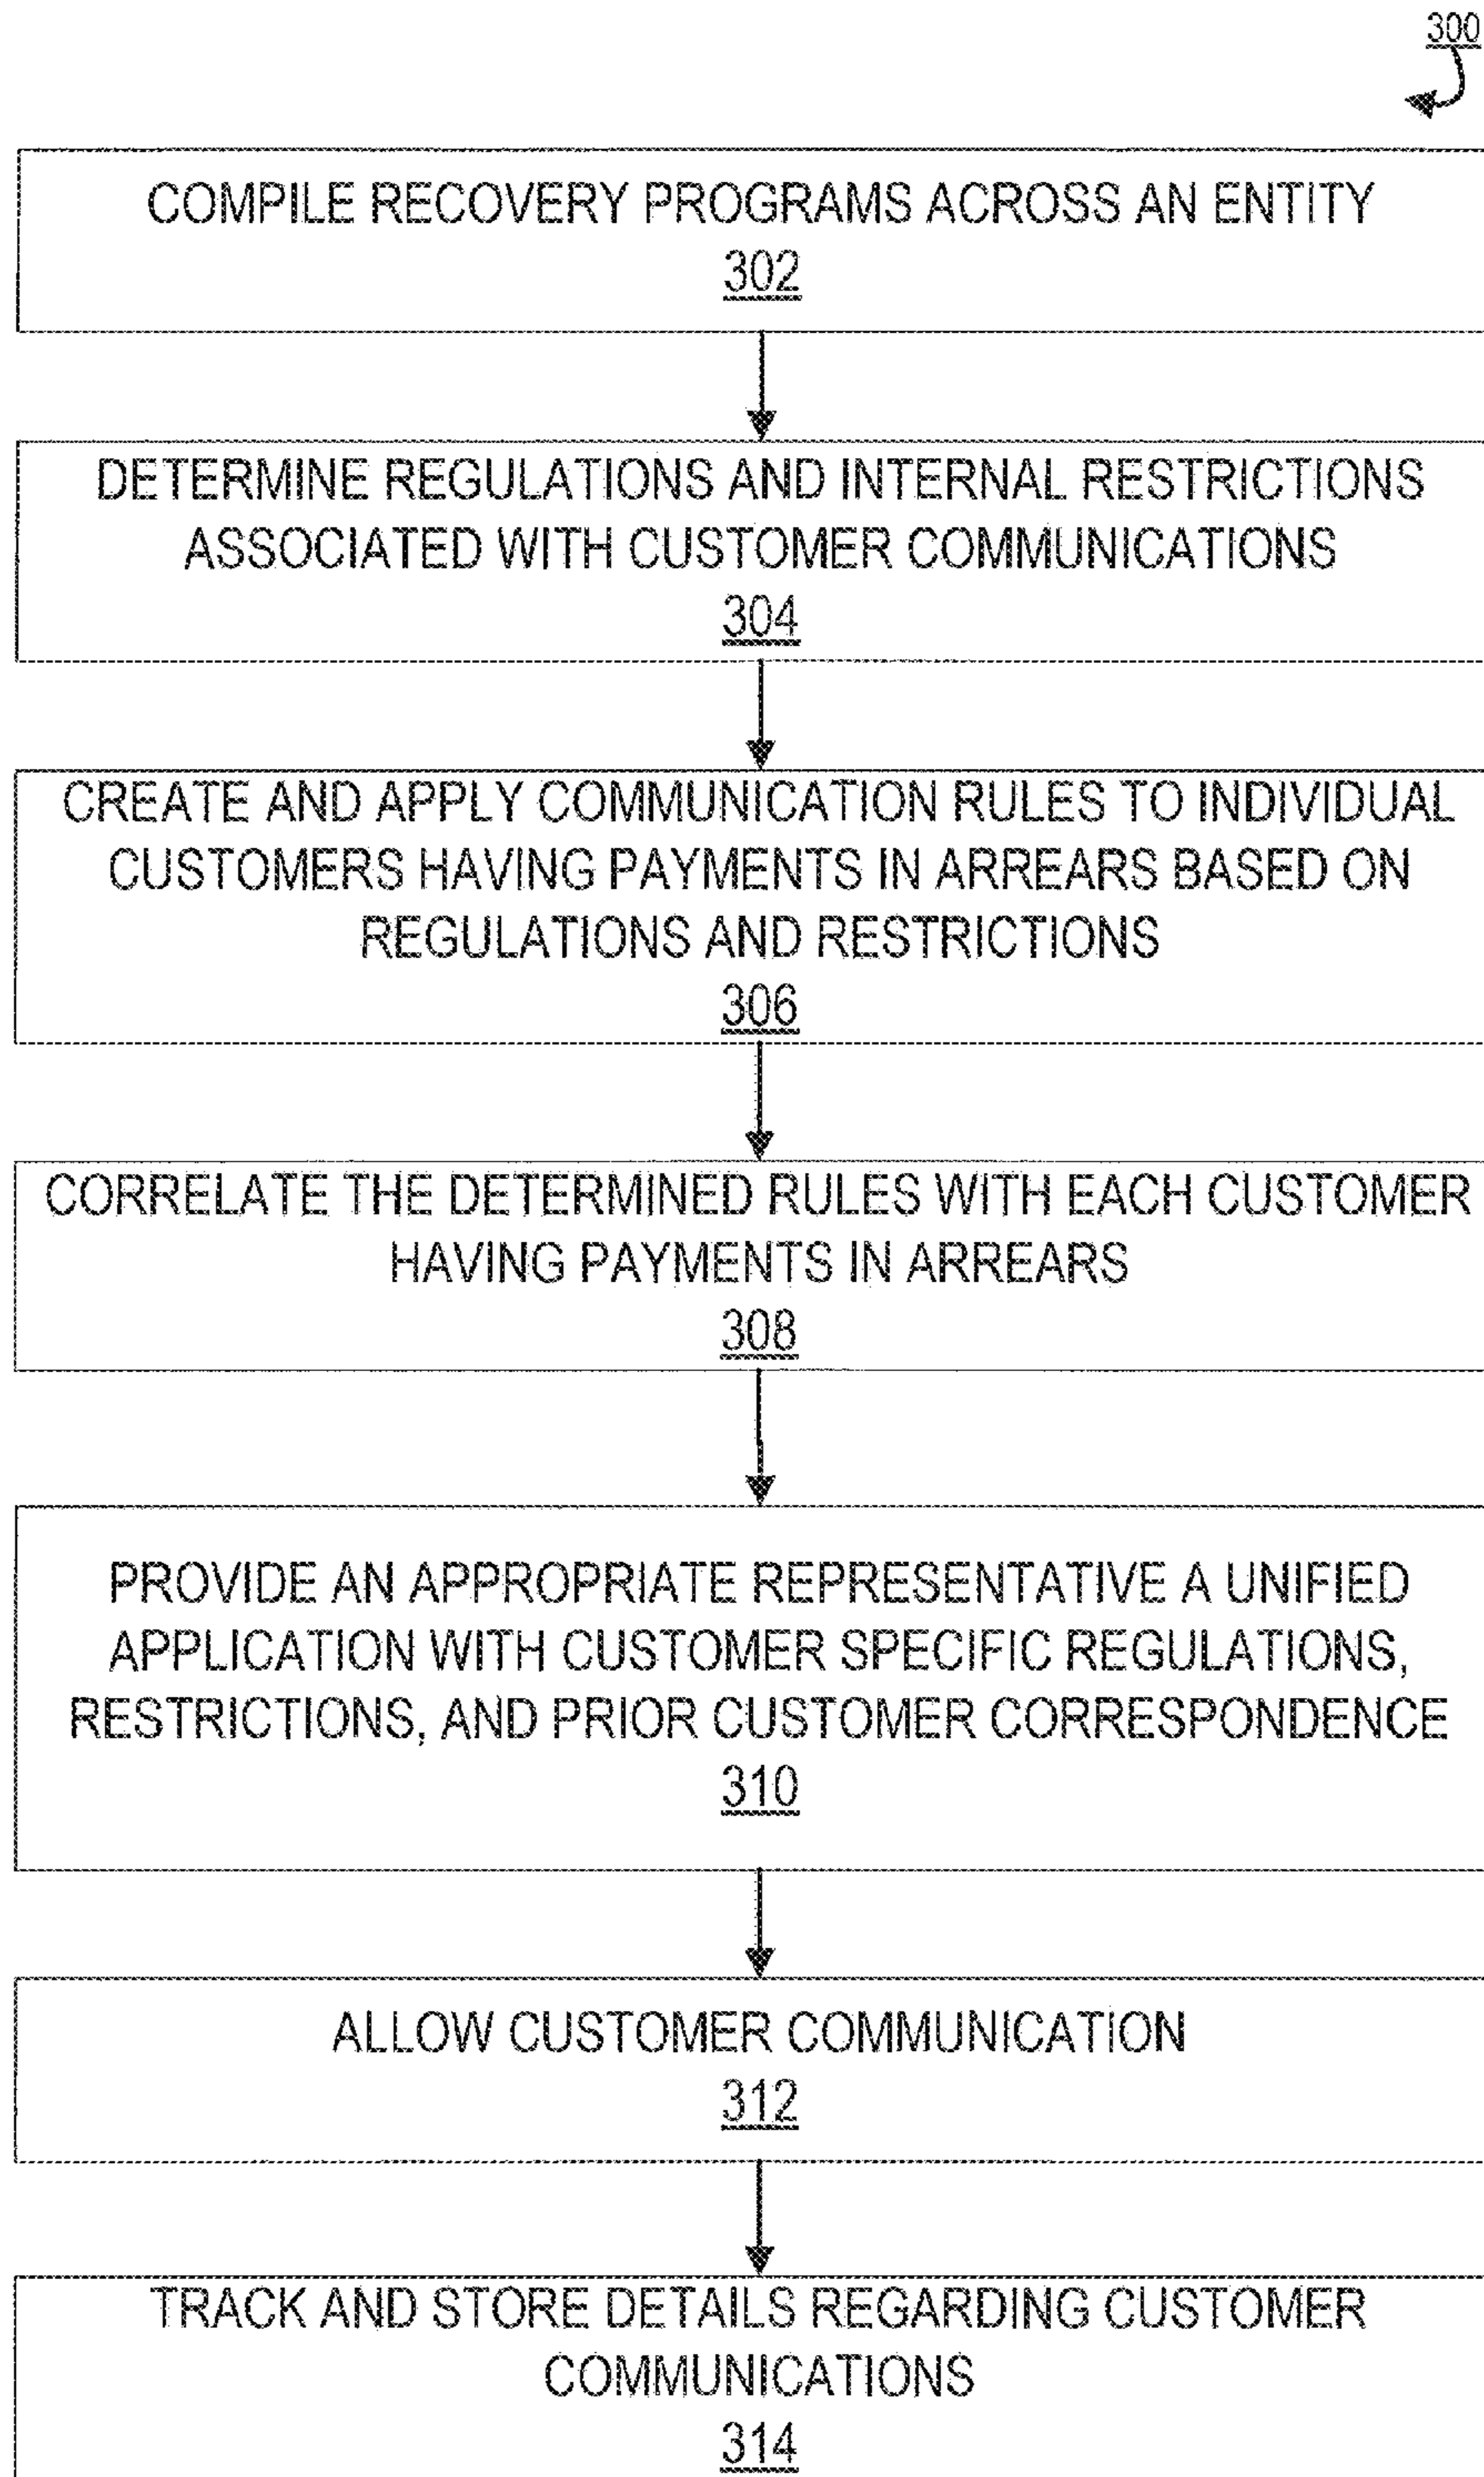 300
COMPILE RECOVERY PROGRAMS ACROSS AN ENTITY
302
DETERMINE REGULATIONS AND INTERNAL RESTRICTIONS
ASSOCIATED WITH CUSTOMER COMMUNICATIONS
304
CREATE AND APPLY COMMUNICATION RULES TO INDIVIDUAL
CUSTOMERS HAVING PAYMENTS IN ARREARS BASED ON
REGULATIONS AND RESTRICTIONS
306
CORRELATE THE DETERMINED RULES WITH EACH CUSTOMER
HAVING PAYMENTS IN ARREARS
308
PROVIDE AN APPROPRIATE REPRESENTATIVE A UNIFIED
APPLICATION WITH CUSTOMER SPECIFIC REGULATIONS,
RESTRICTIONS, AND PRIOR CUSTOMER CORRESPONDENCE
310
ALLOW CUSTOMER COMMUNICATION
312
TRACK AND STORE DETAILS REGARDING CUSTOMER
COMMUNICATIONS
314